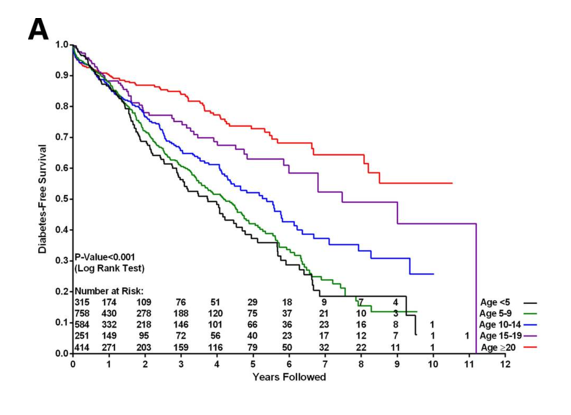 A
1.0
0.9
0.8
0.7
0.6
0.5
0.4
0.3
0.2
0.1
0.0
Diabetes-Free Survival
P-Value<0.001
(Log Rank Test)
Number at Risk:
315 174 109 76 51 29 18 9 7 4 Age <5
758 430 278 188 120 75 37 21 10 3 Age 5-9
584 332 218 146 101 66 36 23 16 8 1 Age 10-14
251 149 95 72 56 40 23 17 12 7 1 1 Age 15-19
414 271 203 159 116 79 50 32 22 11 1 Age ≥20
0 1 2 3 4 5 6 7 8 9 10 11 12
Years Followed